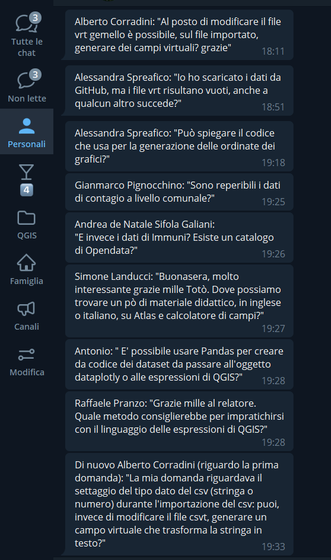 3
Tutte le
chat
3
Non lette
Personali
4
QGIS
Famiglia
Canali
Modifica
Alberto Corradini: "Al posto di modificare il file
vrt gemello è possibile, sul file importato,
generare dei campi virtuali? grazie"
18:11
Alessandra Spreafico: "Io ho scaricato i dati da
GitHub, ma i file vrt risultano vuoti, anche a
qualcun altro succede?"
18:51
Alessandra Spreafico: "Può spiegare il codice
che usa per la generazione delle ordinate dei
grafici?"
19:18
Gianmarco Pignocchino: "Sono reperibili i dati
di contagio a livello comunale?"
19:25
Andrea de Natale Sifola Galiani:
"E invece i dati di Immuni? Esiste un catalogo
di Opendata?"
19:26
Simone Landucci: "Buonasera, molto
interessante grazie mille Totò. Dove possiamo
trovare un pò di materiale didattico, in inglese
o italiano, su Atlas e calcolatore di campi?"
19:27
Antonio: " E' possibile usare Pandas per creare
da codice dei dataset da passare all'oggetto
dataplotly o alle espressioni di QGIS?"
19:28
Raffaele Pranzo: "Grazie mille al relatore.
Quale metodo consiglierebbe per impratichirsi
con il linguaggio delle espressioni di QGIS?"
19:28
Di nuovo Alberto Corradini (riguardo la prima
domanda): "La mia domanda riguardava il
settaggio del tipo dato del csv (stringa o
numero) durante l'importazione del csv: puoi,
invece di modificare il file csvt, generare un
campo virtuale che trasforma la stringa in
testo?"
19:33